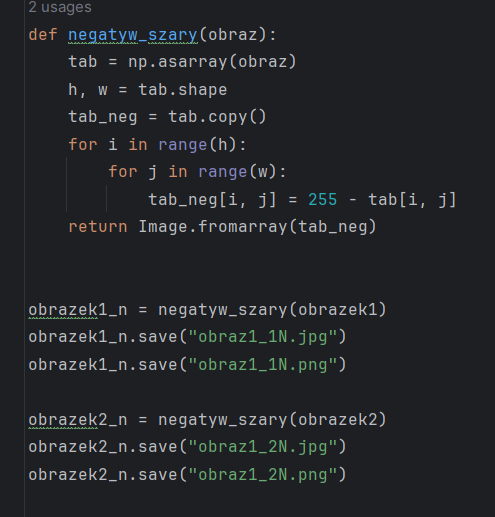 2 usages
def negatyw_szary(obraz):
    tab = np.asarray(obraz)
    h, w = tab.shape
    tab_neg = tab.copy()
    for i in range(h):
        for j in range(w):
            tab_neg[i, j] = 255 - tab[i, j]
    return Image.fromarray(tab_neg)
obrazek1_n = negatyw_szary(obrazek1)
obrazek1_n.save("obraz1_1N.jpg")
obrazek1_n.save("obraz1_1N.png")
obrazek2_n = negatyw_szary(obrazek2)
obrazek2_n.save("obraz1_2N.jpg")
obrazek2_n.save("obraz1_2N.png")